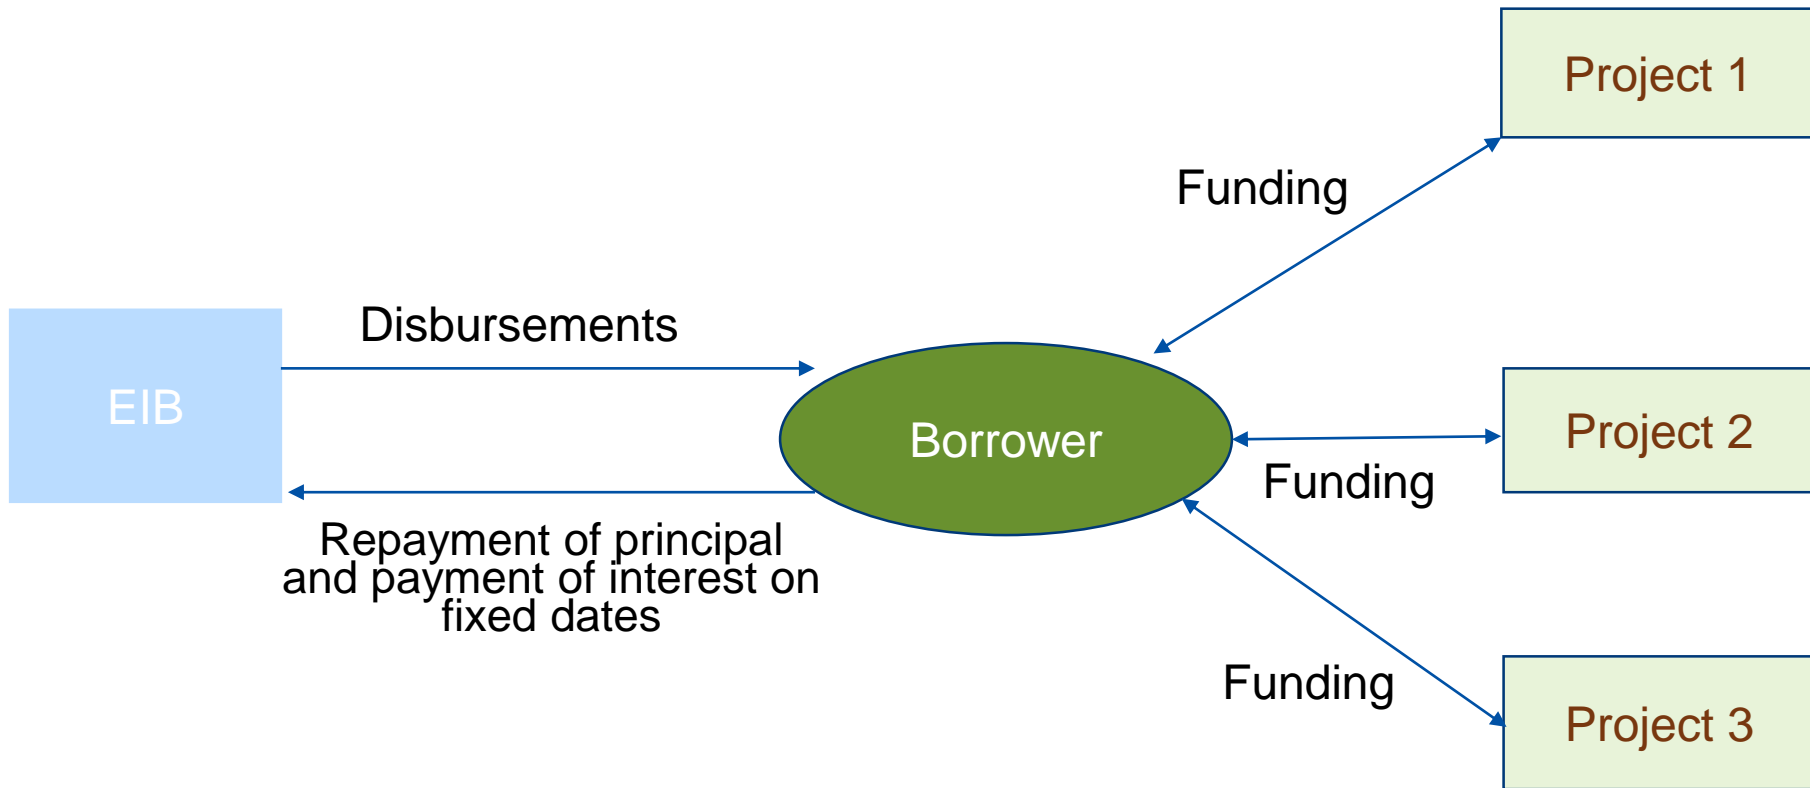 Project 1
Funding
Disbursements
EIB
Borrower
Project 2
Funding
Repayment of principal
and payment of interest on
fixed dates
Funding
Project 3